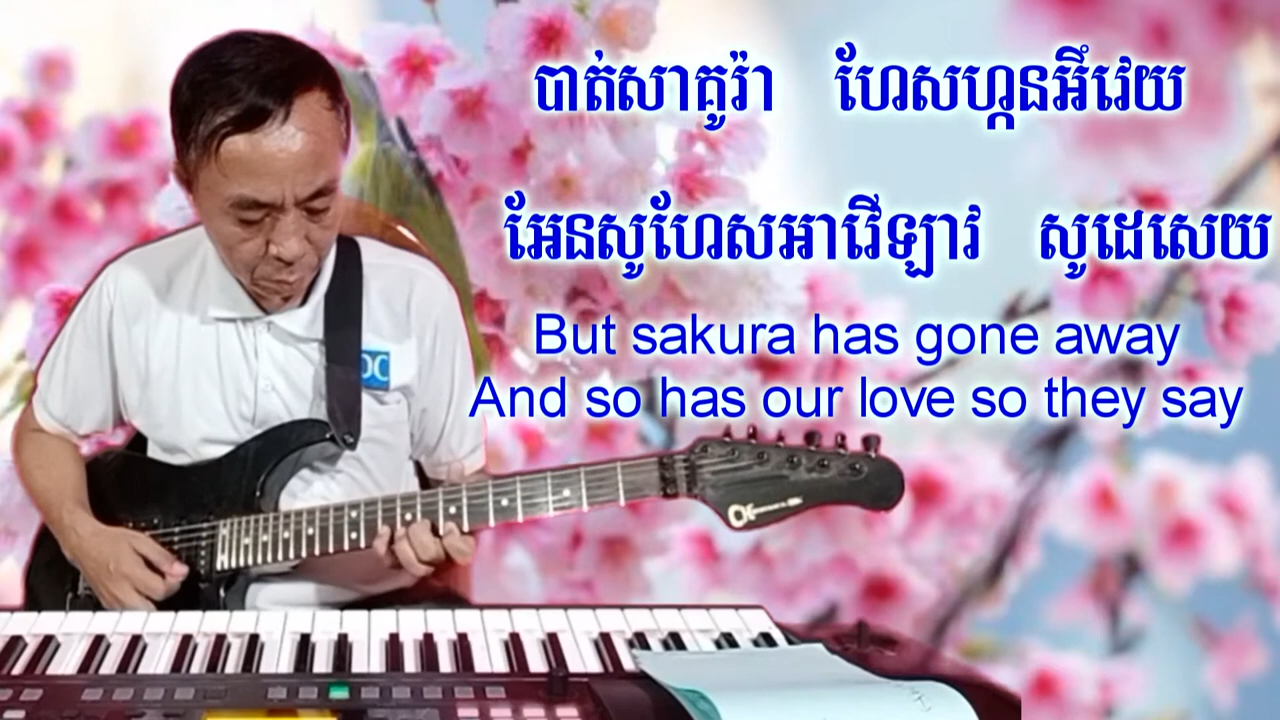 បាត់សាគូរ៉ា ហែសហ្គនអឺវេយ
អែនសូហែសអាវើឡាវ សូដេសេយ
But sakura has gone away
And so has our love so they say